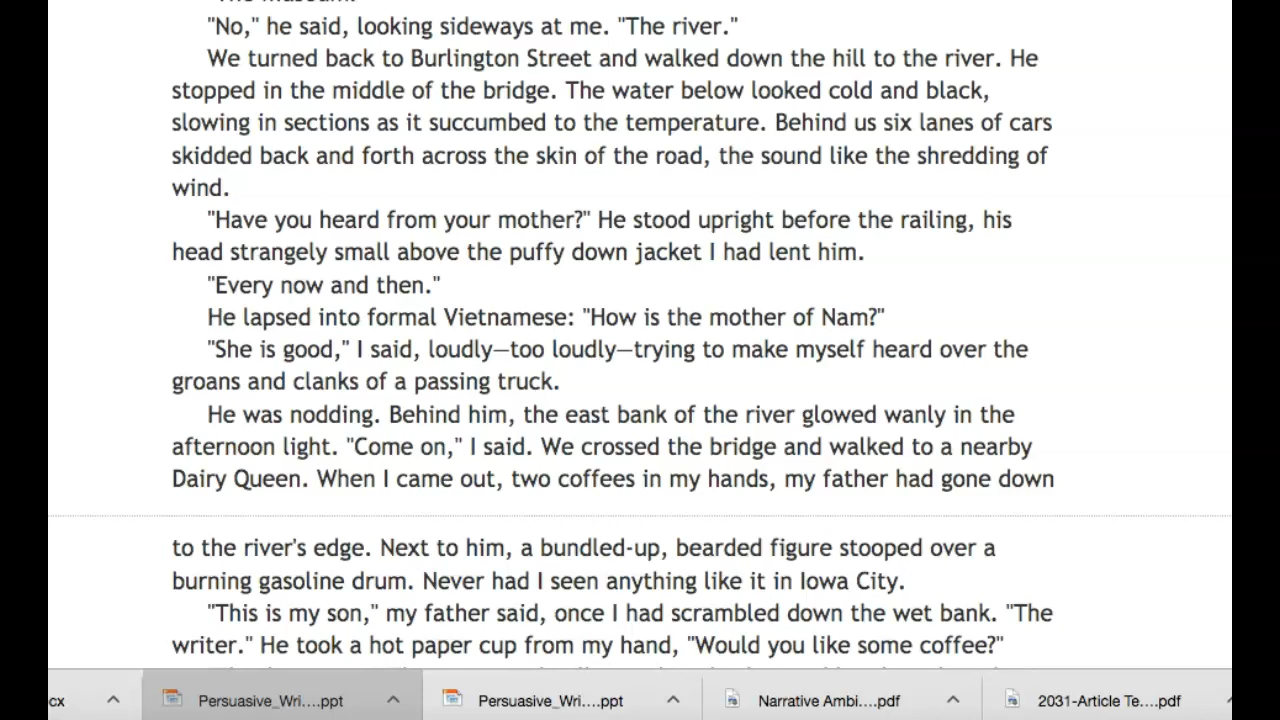 "No," he said, looking sideways at me. "The river."
We turned back to Burlington Street and walked down the hill to the river. He
stopped in the middle of the bridge. The water below looked cold and black,
slowing in sections as it succumbed to the temperature. Behind us six lanes of cars
skidded back and forth across the skin of the road, the sound like the shredding of
wind.
"Have you heard from your mother?" He stood upright before the railing, his
head strangely small above the puffy down jacket I had lent him.
"Every now and then."
He lapsed into formal Vietnamese: "How is the mother of Nam?"
"She is good," I said, loudly—too loudly—trying to make myself heard over the
groans and clanks of a passing truck.
He was nodding. Behind him, the east bank of the river glowed wanly in the
afternoon light. "Come on," I said. We crossed the bridge and walked to a nearby
Dairy Queen. When I came out, two coffees in my hands, my father had gone down
to the river's edge. Next to him, a bundled-up, bearded figure stooped over a
burning gasoline drum. Never had I seen anything like it in Iowa City.
"This is my son," my father said, once I had scrambled down the wet bank. "The
writer." He took a hot paper cup from my hand, "Would you like some coffee?"
cx Persuasive_Wri....ppt Persuasive_Wri....ppt Narrative Ambi....pdf 2031-Article Te....pdf